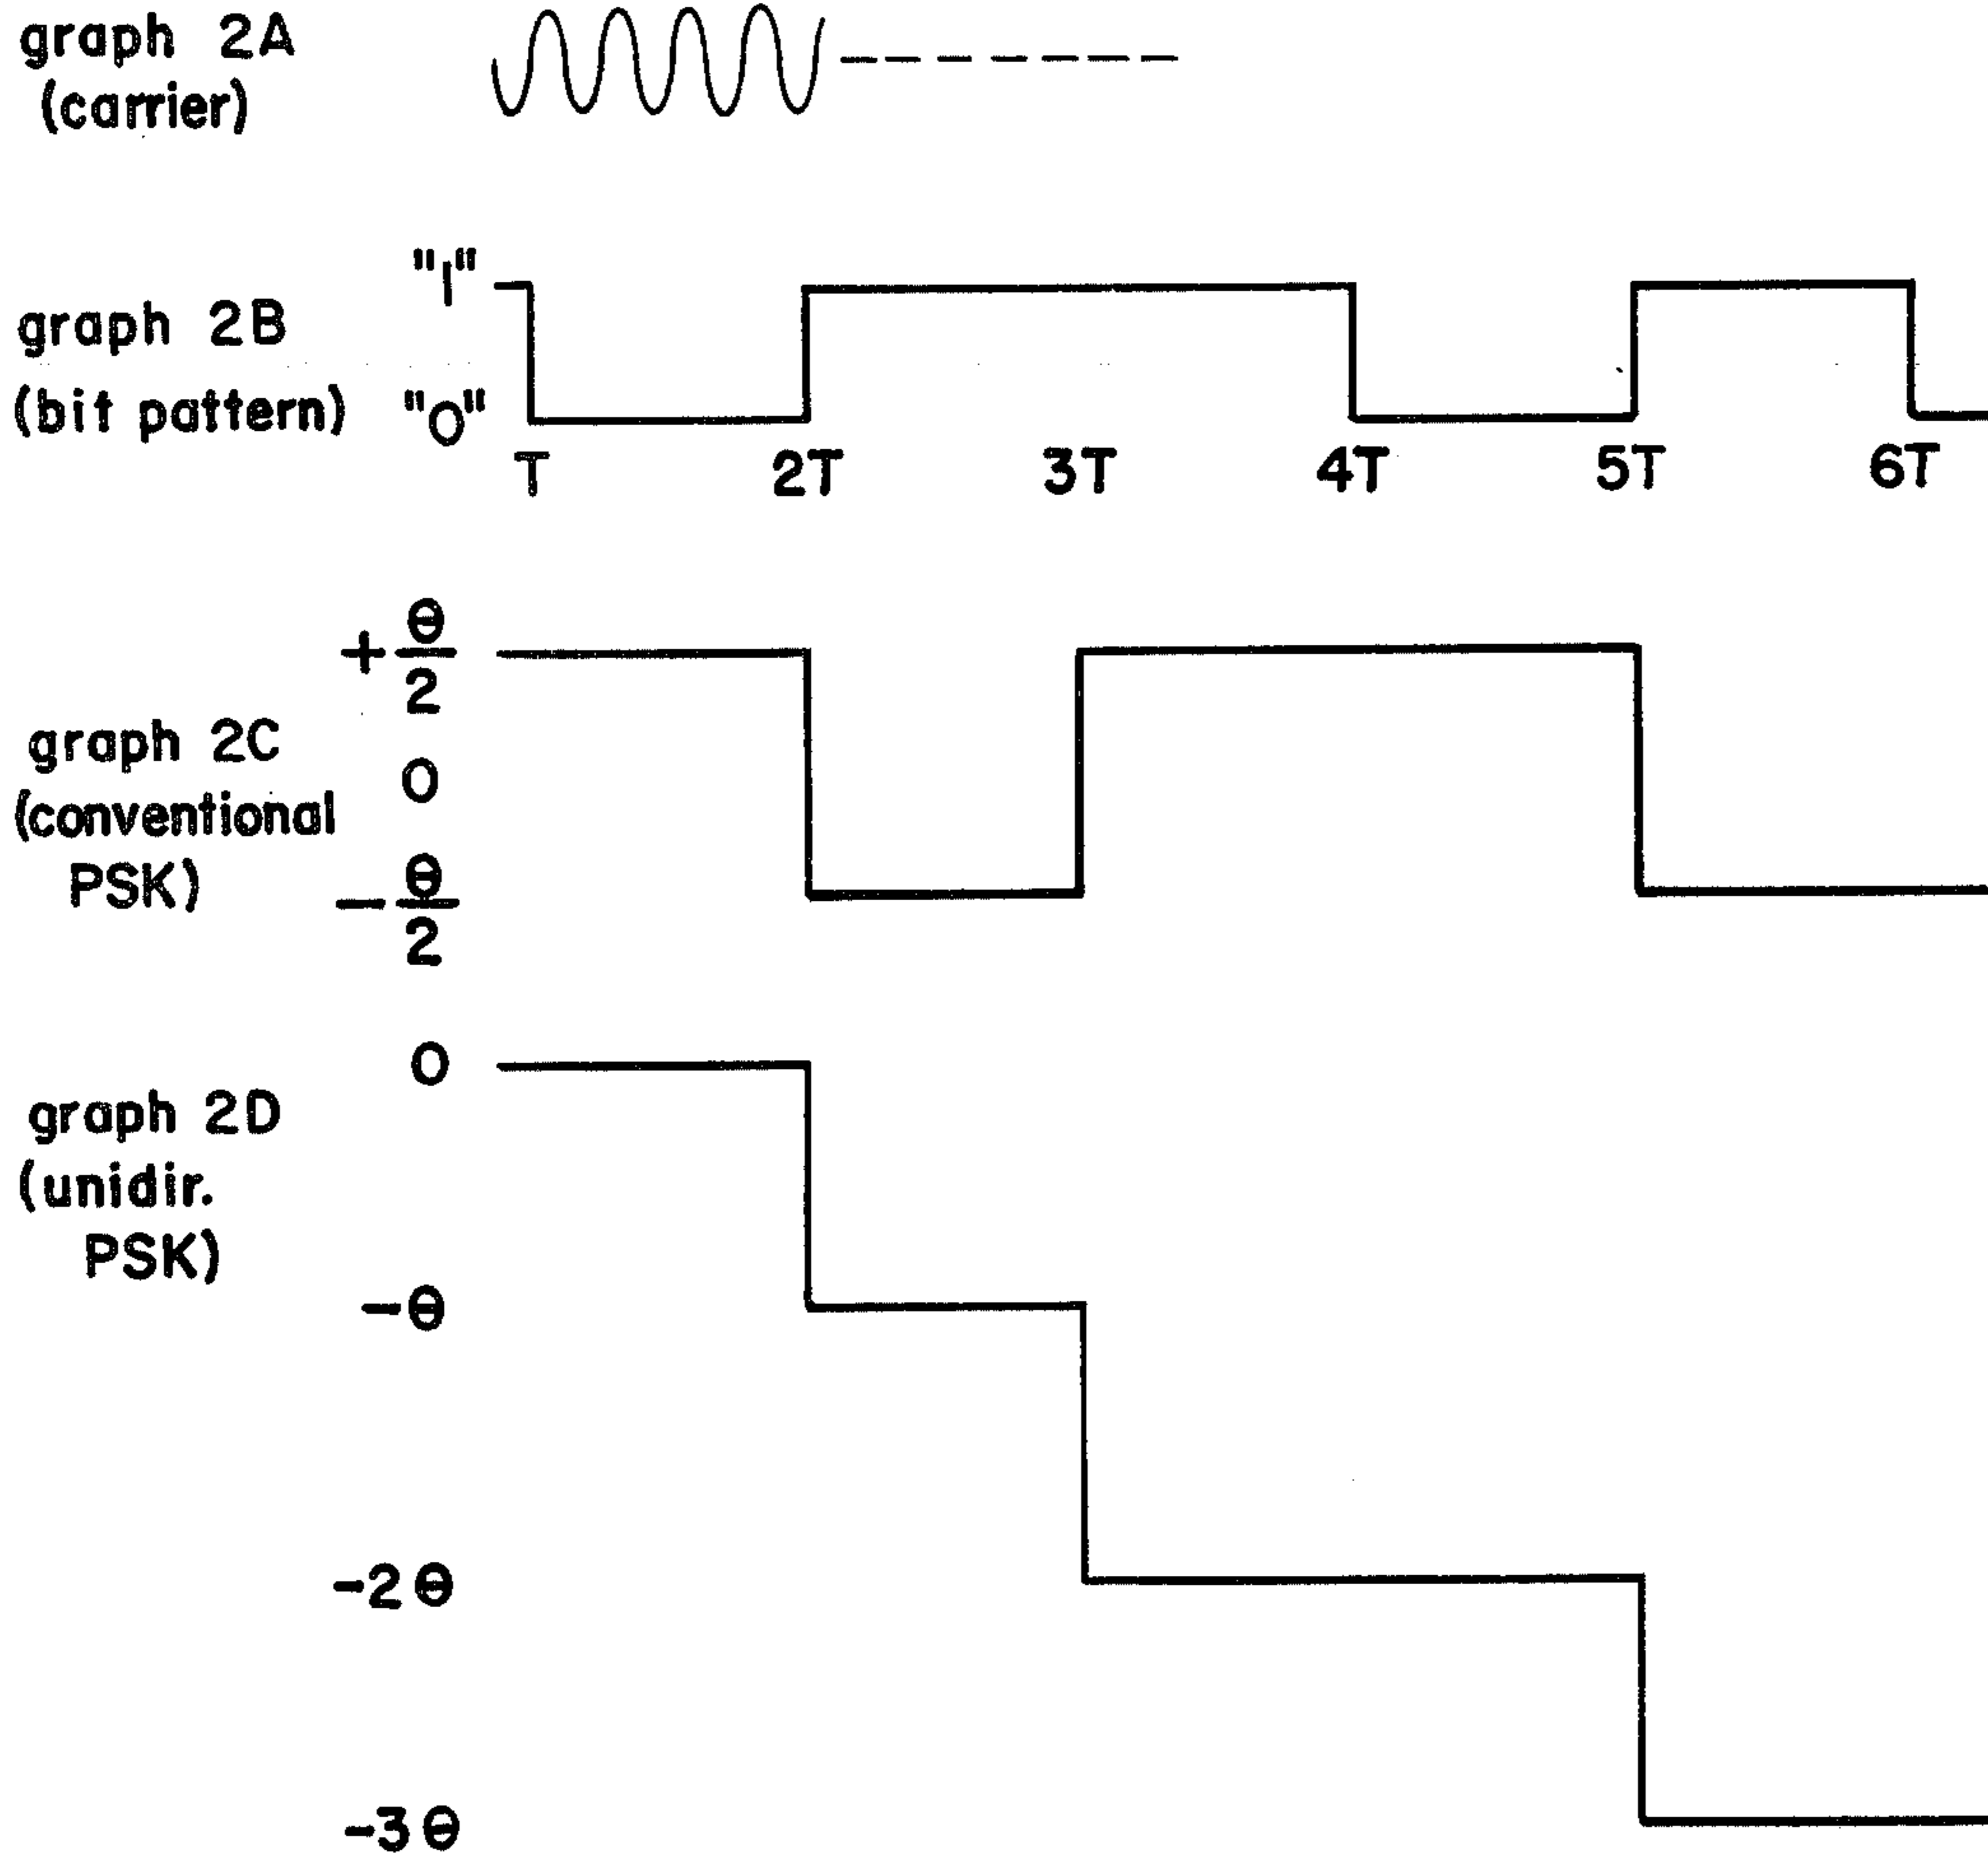 graph 2A
(carrier)
"1"
graph 2B
(bit pattern)
"0"
T 2T 3T 4T 5T 6T
+θ/2
graph 2C
0
(conventional
PSK)
-θ/2
0
graph 2D
(unidir.
PSK)
-θ
-2θ
-3θ